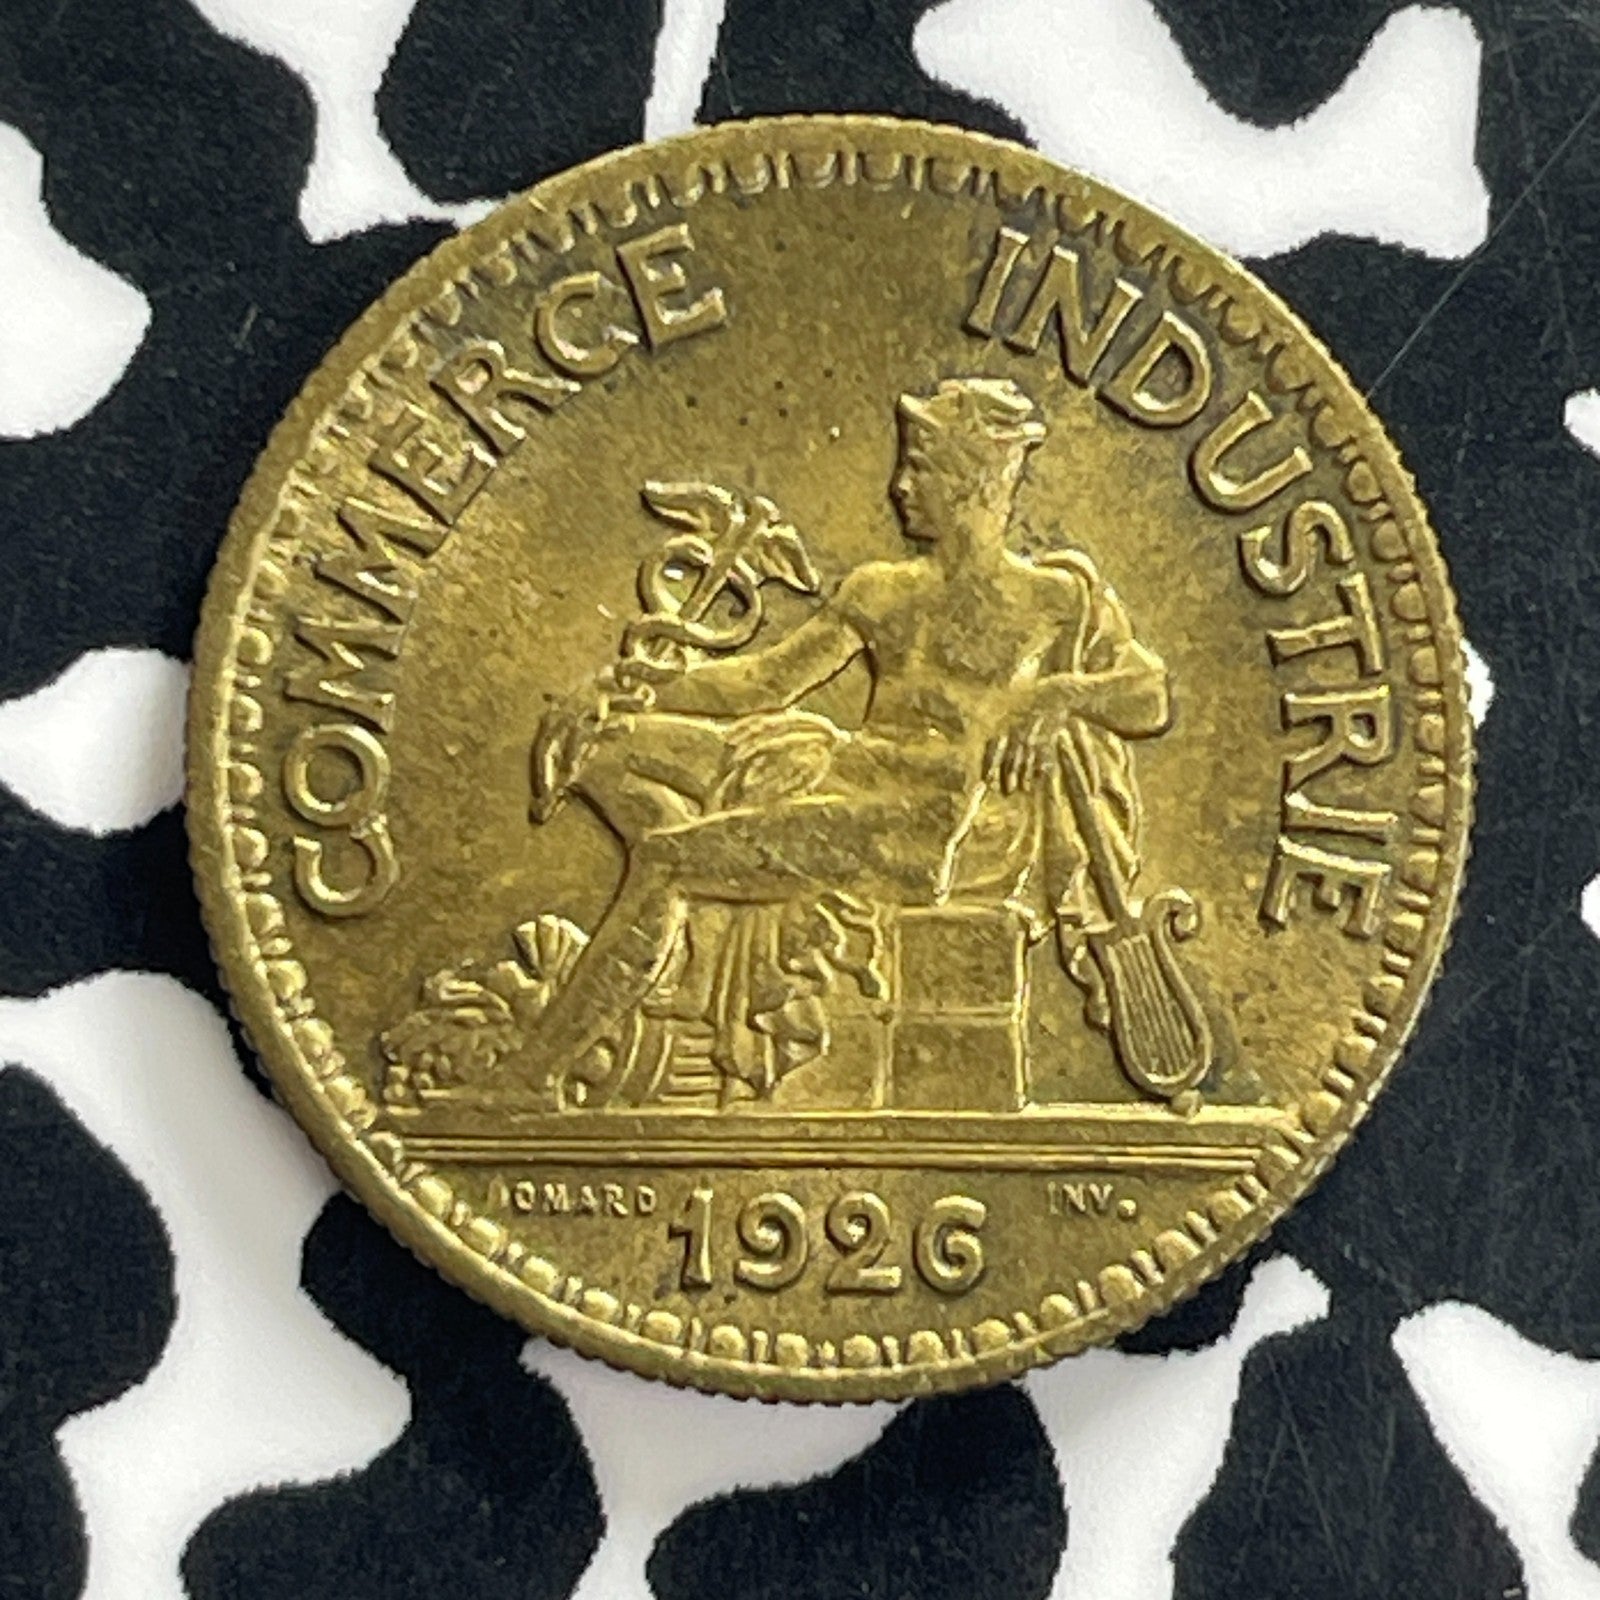 COMMERCE INDUSTRIE
DOMARD 1926 INV.